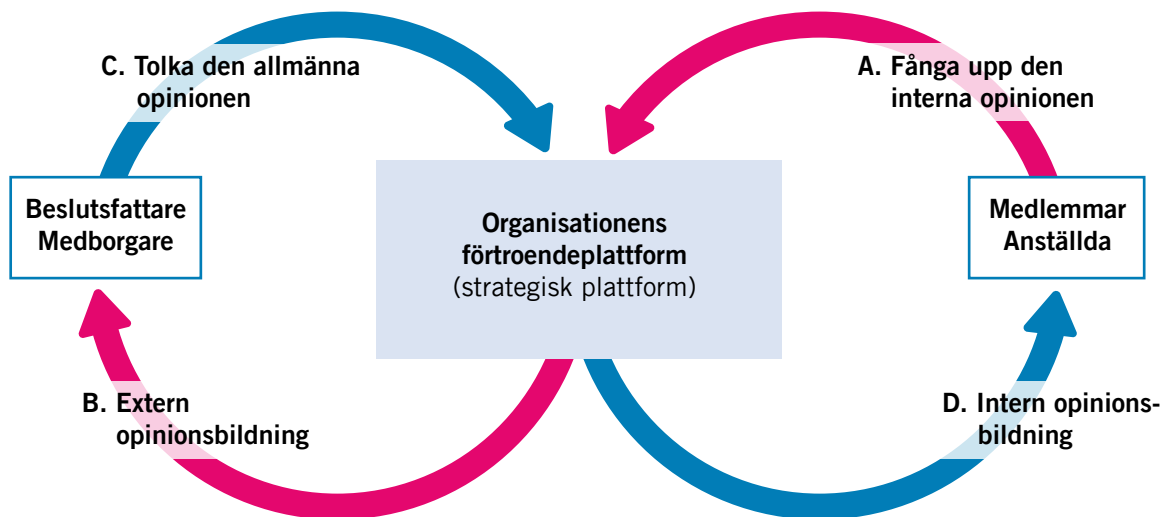 C. Tolka den allmänna
opinionen
A. Fånga upp den
interna opinionen
Beslutsfattare
Medborgare
Organisationens
förtroendeplattform
(strategisk plattform)
Medlemmar
Anställda
B. Extern
opinionsbildning
D. Intern opinions-
bildning